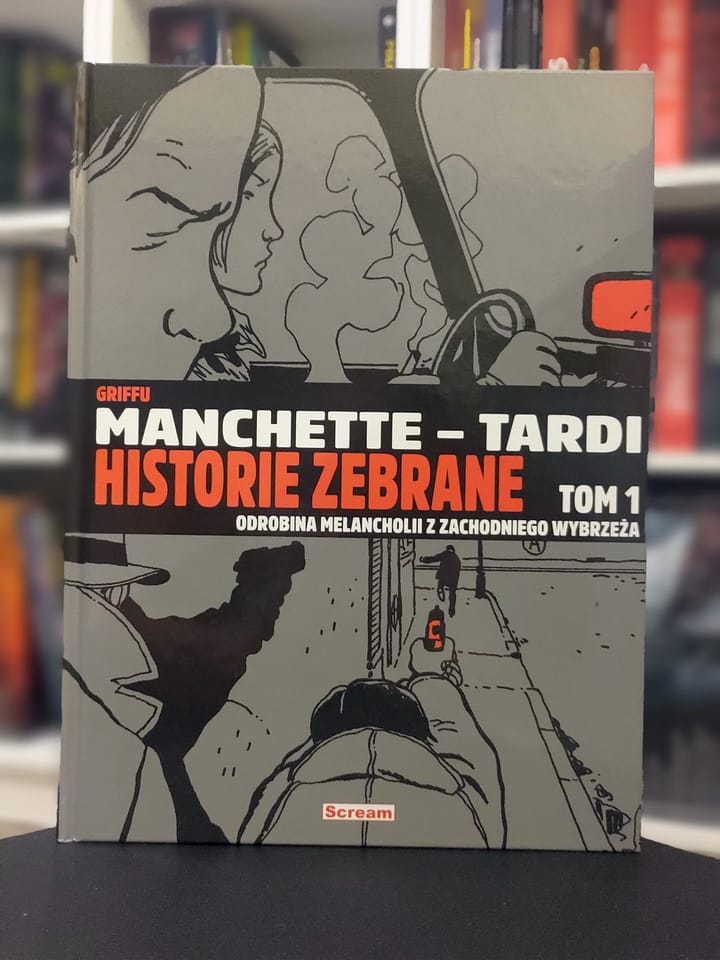 GRIFFU
MANCHETTE – TARDI
HISTORIE ZEBRANE TOM 1
ODROBINA MELANCHOLII Z ZACHODNIEGO WYBRZEŻA
A
Scream